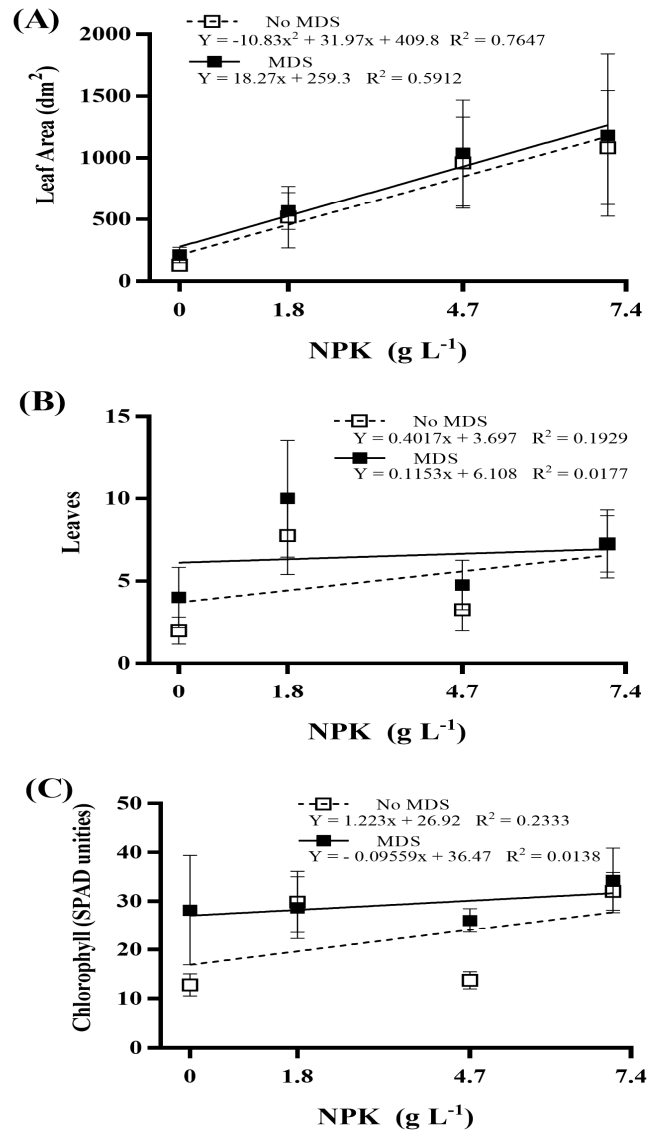 (A)
No MDS
Y = -10.83x² + 31.97x + 409.8 R² = 0.7647
MDS
Y = 18.27x + 259.3 R² = 0.5912
2000
1500
1000
500
0
Leaf Area (dm²)
0 1.8 4.7 7.4
NPK (g L⁻¹)
(B)
No MDS
Y = 0.4017x + 3.697 R² = 0.1929
MDS
Y = 0.1153x + 6.108 R² = 0.0177
15
10
5
0
Leaves
0 1.8 4.7 7.4
NPK (g L⁻¹)
(C)
No MDS
Y = 1.223x + 26.92 R² = 0.2333
MDS
Y = - 0.09559x + 36.47 R² = 0.0138
50
40
30
20
10
0
Chlorophyll (SPAD unities)
0 1.8 4.7 7.4
NPK (g L⁻¹)